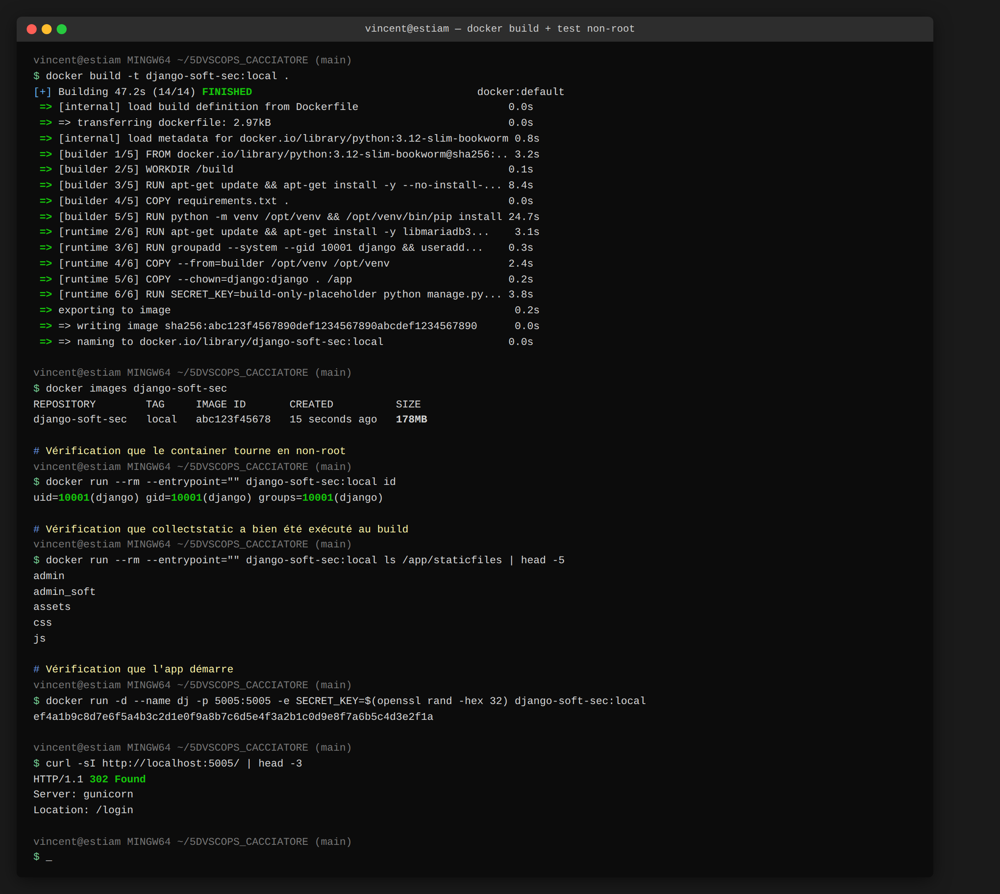 vincent@estiam — docker build + test non-root
vincent@estiam MINGW64 ~/5DVSCOPS_CACCIATORE (main)
$ docker build -t django-soft-sec:local .
[+] Building 47.2s (14/14) FINISHED docker:default
=> [internal] load build definition from Dockerfile 0.0s
=> => transferring dockerfile: 2.97kB 0.0s
=> [internal] load metadata for docker.io/library/python:3.12-slim-bookworm 0.8s
=> [builder 1/5] FROM docker.io/library/python:3.12-slim-bookworm@sha256:.. 3.2s
=> [builder 2/5] WORKDIR /build 0.1s
=> [builder 3/5] RUN apt-get update && apt-get install -y --no-install-... 8.4s
=> [builder 4/5] COPY requirements.txt . 0.0s
=> [builder 5/5] RUN python -m venv /opt/venv && /opt/venv/bin/pip install 24.7s
=> [runtime 2/6] RUN apt-get update && apt-get install -y libmariadb3... 3.1s
=> [runtime 3/6] RUN groupadd --system --gid 10001 django && useradd... 0.3s
=> [runtime 4/6] COPY --from=builder /opt/venv /opt/venv 2.4s
=> [runtime 5/6] COPY --chown=django:django . /app 0.2s
=> [runtime 6/6] RUN SECRET_KEY=build-only-placeholder python manage.py... 3.8s
=> exporting to image 0.2s
=> => writing image sha256:abc123f4567890def1234567890abcdef1234567890 0.0s
=> => naming to docker.io/library/django-soft-sec:local 0.0s
vincent@estiam MINGW64 ~/5DVSCOPS_CACCIATORE (main)
$ docker images django-soft-sec
REPOSITORY TAG IMAGE ID CREATED SIZE
django-soft-sec local abc123f45678 15 seconds ago 178MB
# Vérification que le container tourne en non-root
vincent@estiam MINGW64 ~/5DVSCOPS_CACCIATORE (main)
$ docker run --rm --entrypoint="" django-soft-sec:local id
uid=10001(django) gid=10001(django) groups=10001(django)
# Vérification que collectstatic a bien été exécuté au build
vincent@estiam MINGW64 ~/5DVSCOPS_CACCIATORE (main)
$ docker run --rm --entrypoint="" django-soft-sec:local ls /app/staticfiles | head -5
admin
admin_soft
assets
css
js
# Vérification que l'app démarre
vincent@estiam MINGW64 ~/5DVSCOPS_CACCIATORE (main)
$ docker run -d --name dj -p 5005:5005 -e SECRET_KEY=$(openssl rand -hex 32) django-soft-sec:local
ef4a1b9c8d7e6f5a4b3c2d1e0f9a8b7c6d5e4f3a2b1c0d9e8f7a6b5c4d3e2f1a
vincent@estiam MINGW64 ~/5DVSCOPS_CACCIATORE (main)
$ curl -sI http://localhost:5005/ | head -3
HTTP/1.1 302 Found
Server: gunicorn
Location: /login
vincent@estiam MINGW64 ~/5DVSCOPS_CACCIATORE (main)
$ _